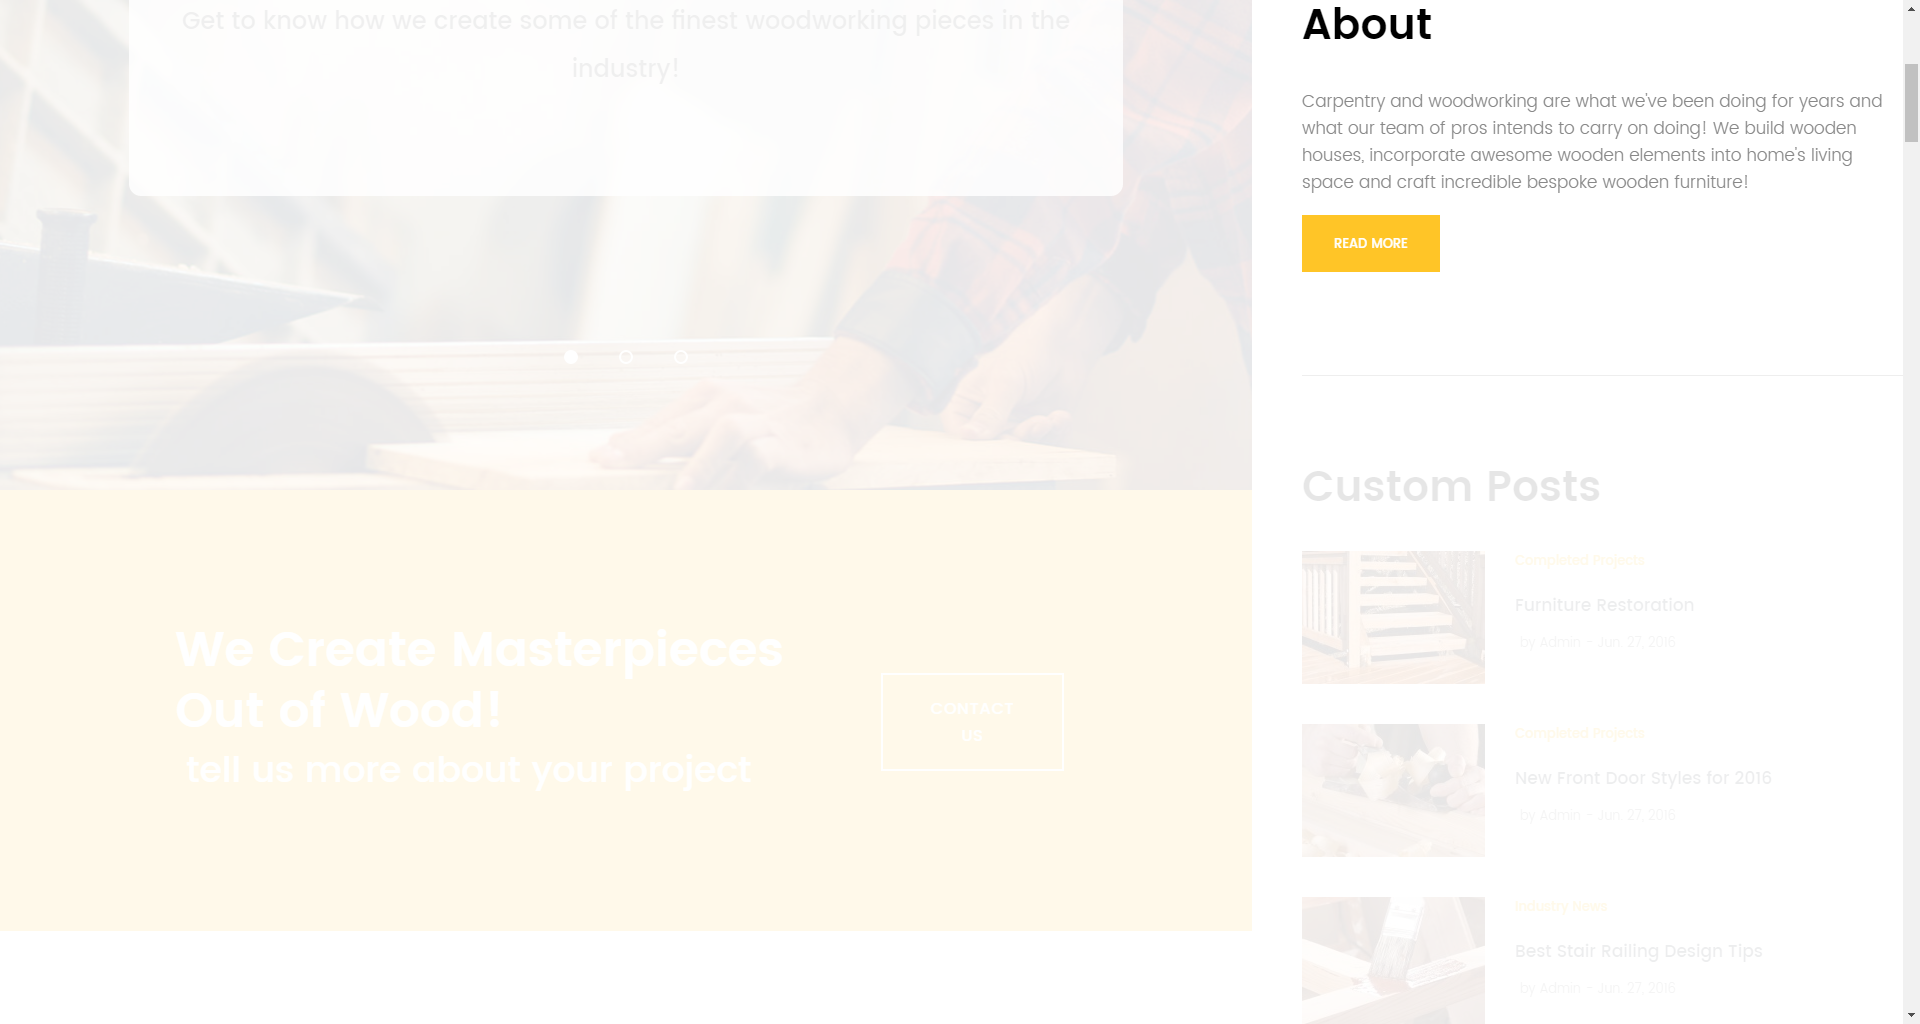 Get to know how we create some of the finest woodworking pieces in the
industry!
We Create Masterpieces
Out of Wood!
tell us more about your project
CONTACT
US
About
Carpentry and woodworking are what we've been doing for years and
what our team of pros intends to carry on doing! We build wooden
houses, incorporate awesome wooden elements into home's living
space and craft incredible bespoke wooden furniture!
READ MORE
Custom Posts
Completed Projects
Furniture Restoration
by Admin - Jun. 27, 2016
Completed Projects
New Front Door Styles for 2016
by Admin - Jun. 27, 2016
Industry News
Best Stair Railing Design Tips
by Admin - Jun. 27, 2016